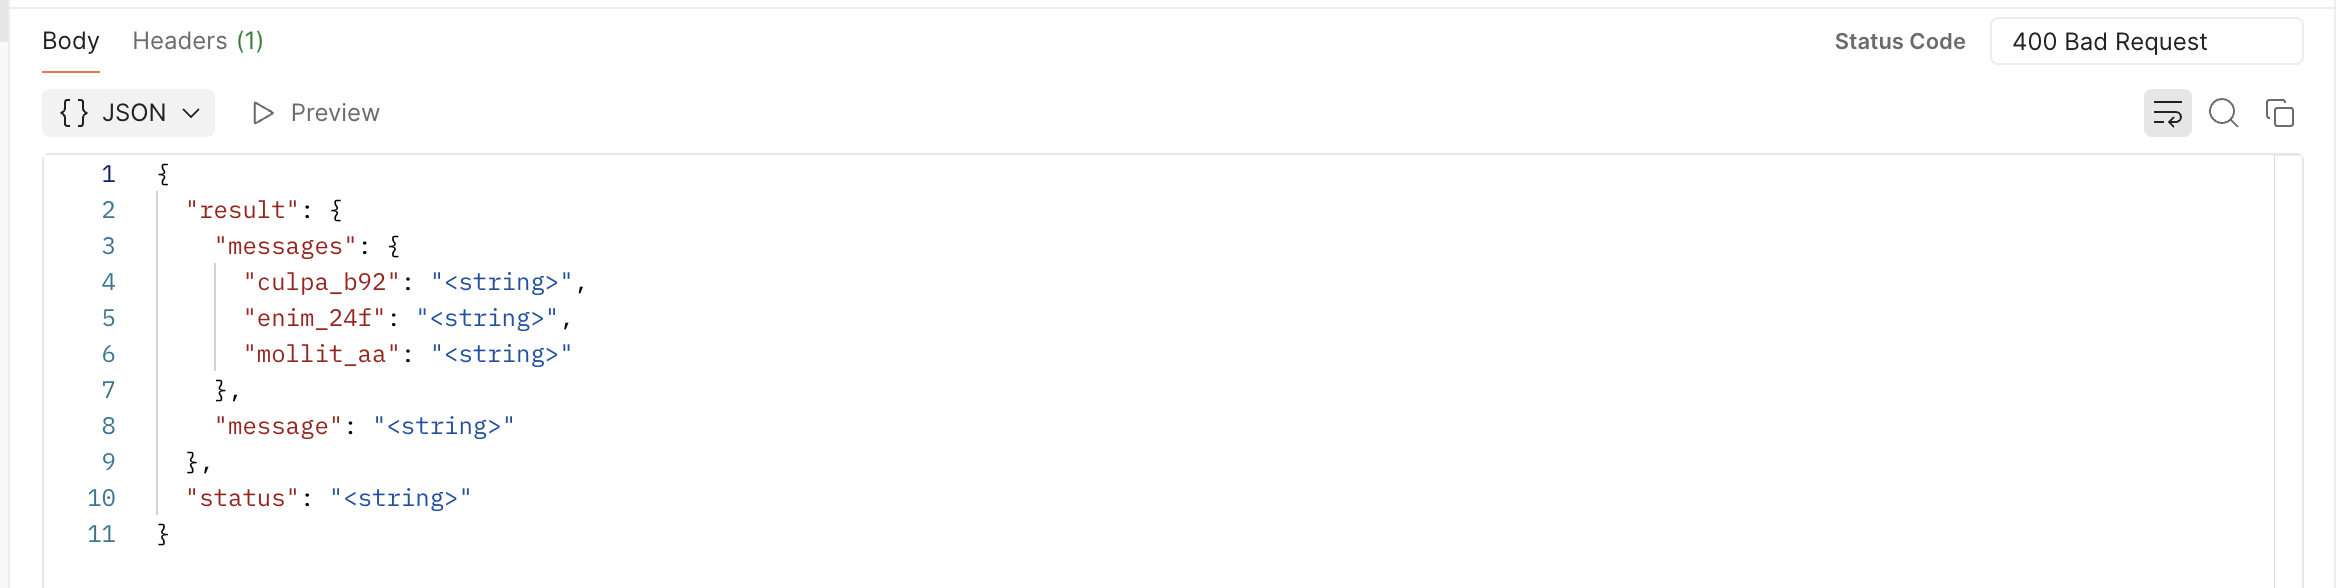 Body Headers (1) Status Code 400 Bad Request
{} JSON Preview
1 {
2 "result": {
3 "messages": {
4 "culpa_b92": "<string>",
5 "enim_24f": "<string>",
6 "mollit_aa": "<string>"
7 },
8 "message": "<string>"
9 },
10 "status": "<string>"
11 }